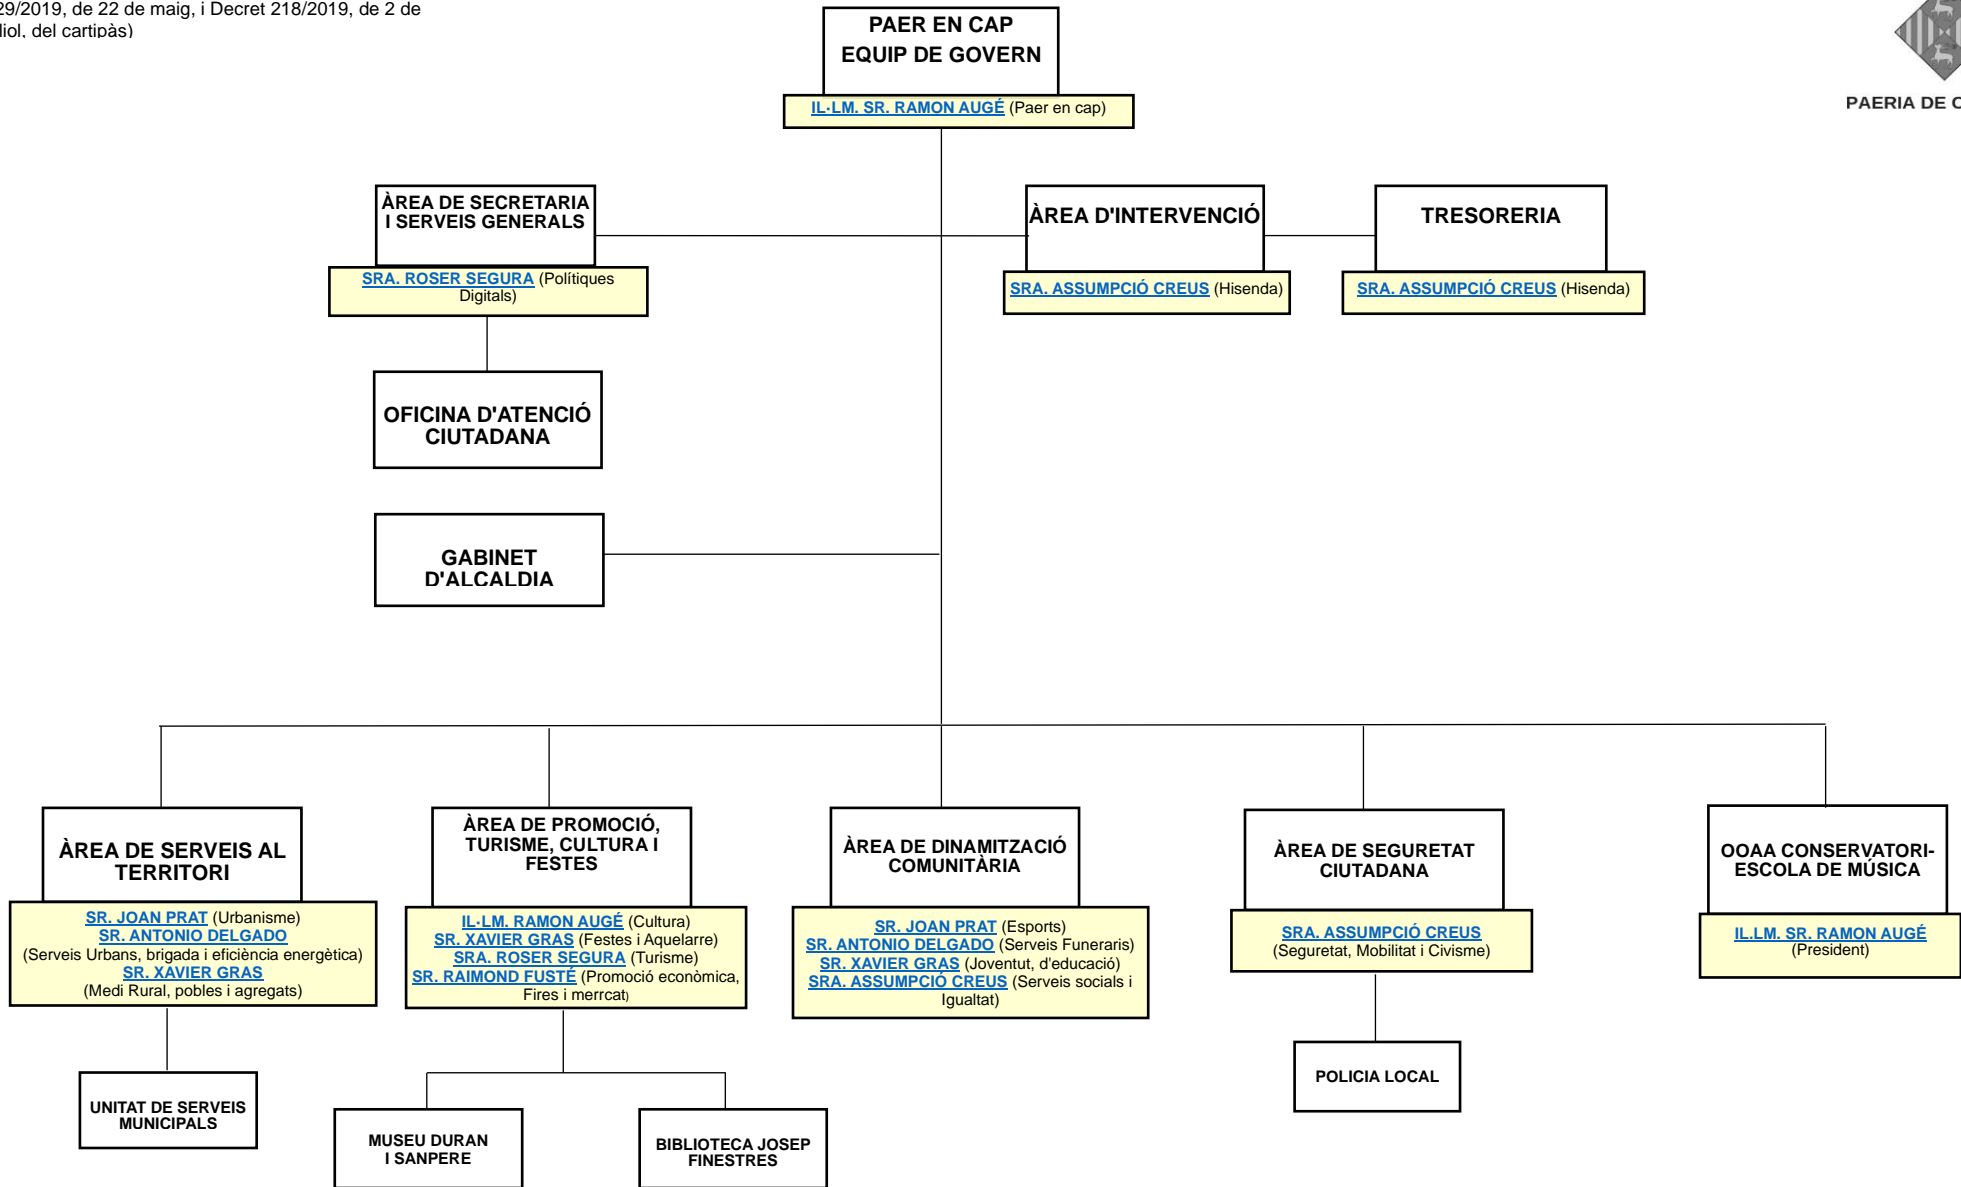 29/2019, de 22 de maig, i Decret 218/2019, de 2 de
liol, del cartipàs)
PAER EN CAP
EQUIP DE GOVERN
IL·LM. SR. RAMON AUGÉ (Paer en cap)
PAERIA DE
ÀREA DE SECRETARIA
I SERVEIS GENERALS
SRA. ROSER SEGURA (Polítiques
Digitals)
ÀREA D'INTERVENCIÓ
SRA. ASSUMPCIÓ CREUS (Hisenda)
TRESORERIA
SRA. ASSUMPCIÓ CREUS (Hisenda)
OFICINA D'ATENCIÓ
CIUTADANA
GABINET
D'ALCALDIA
ÀREA DE SERVEIS AL
TERRITORI
SR. JOAN PRAT (Urbanisme)
SR. ANTONIO DELGADO
(Serveis Urbans, brigada i eficiència energètica)
SR. XAVIER GRAS
(Medi Rural, pobles i agregats)
UNITAT DE SERVEIS
MUNICIPALS
ÀREA DE PROMOCIÓ,
TURISME, CULTURA I
FESTES
IL·LM. RAMON AUGÉ (Cultura)
SR. XAVIER GRAS (Festes i Aquelarre)
SRA. ROSER SEGURA (Turisme)
SR. RAIMOND FUSTÉ (Promoció econòmica,
Fires i merrcat)
MUSEU DURAN
I SANPERE
BIBLIOTECA JOSEP
FINESTRES
ÀREA DE DINAMITZACIÓ
COMUNITÀRIA
SR. JOAN PRAT (Esports)
SR. ANTONIO DELGADO (Serveis Funeraris)
SR. XAVIER GRAS (Joventut, d'educació)
SRA. ASSUMPCIÓ CREUS (Serveis socials i
Igualtat)
ÀREA DE SEGURETAT
CIUTADANA
SRA. ASSUMPCIÓ CREUS
(Seguretat, Mobilitat i Civisme)
POLICIA LOCAL
OOAA CONSERVATORI-
ESCOLA DE MÚSICA
IL.LM. SR. RAMON AUGÉ
(President)